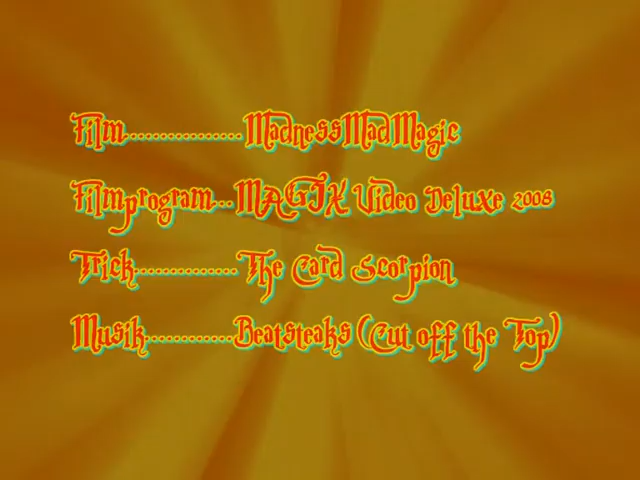 Film...............MadnessMadMagic
Filmprogram...MAGIX Video Deluxe 2008
Trick.............The Card Scorpion
Musik............Beatsteaks (Cut off the Top)